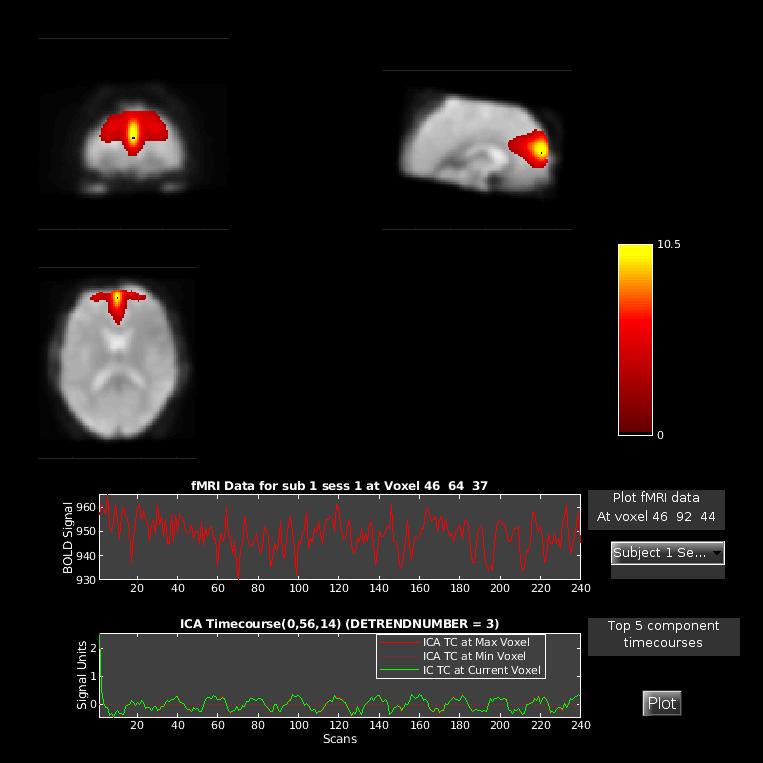 10.5
0
fMRI Data for sub 1 sess 1 at Voxel 46 64 37
BOLD Signal
960
950
940
930
20 40 60 80 100 120 140 160 180 200 220 240
Plot fMRI data
At voxel 46 92 44
Subject 1 Se...
ICA Timecourse(0,56,14) (DETRENDNUMBER = 3)
Signal Units
2
1
0
ICA TC at Max Voxel
ICA TC at Min Voxel
IC TC at Current Voxel
20 40 60 80 100 120 140 160 180 200 220 240
Scans
Top 5 component
timecourses
Plot